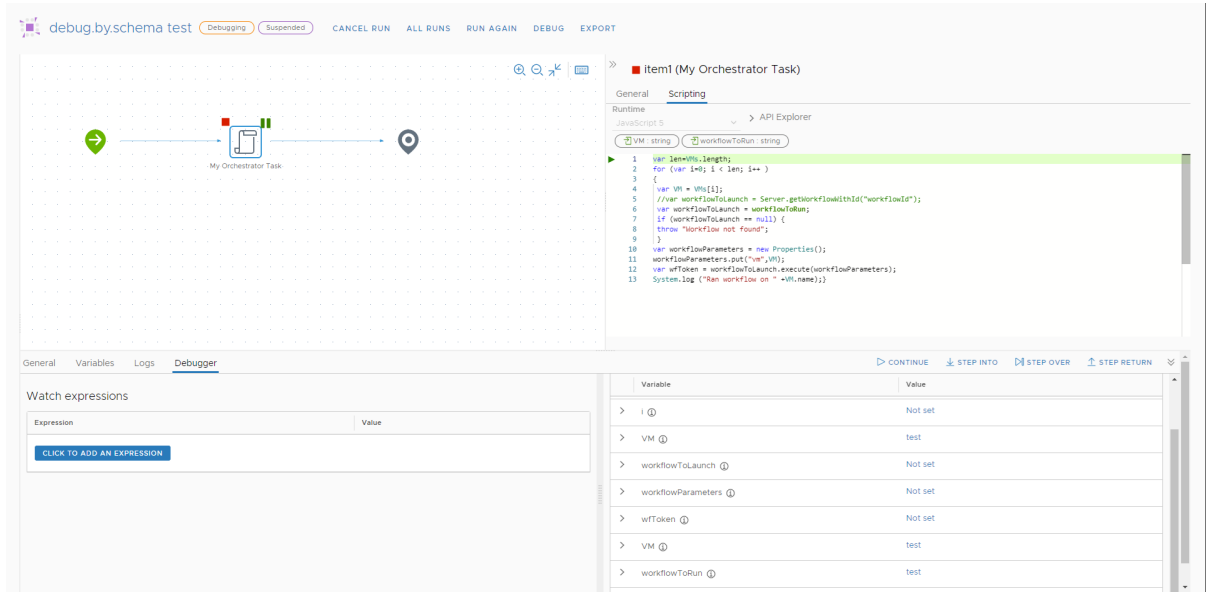 debug.by.schema test Debugging Suspended CANCEL RUN ALL RUNS RUN AGAIN DEBUG EXPORT
My Orchestrator Task
item1 (My Orchestrator Task)
General Scripting
Runtime
JavaScript 5 API Explorer
VM : string workflowToRun : string
1 var len=VMs.length;
2 for (var i=0; i < len; i++ )
3 {
4 var VM = VMs[i];
5 //var workflowToLaunch = Server.getWorkflowWithId("workflowId");
6 var workflowToLaunch = workflowToRun;
7 if (workflowToLaunch == null) {
8 throw "Workflow not found";
9 }
10 var workflowParameters = new Properties();
11 workflowParameters.put("vm",VM);
12 var wfToken = workflowToLaunch.execute(workflowParameters);
13 System.log ("Ran workflow on " +VM.name);}
General Variables Logs Debugger
CONTINUE STEP INTO STEP OVER STEP RETURN
Watch expressions
Expression Value
CLICK TO ADD AN EXPRESSION
Variable Value
i Not set
VM test
workflowToLaunch Not set
workflowParameters Not set
wfToken Not set
VM test
workflowToRun test